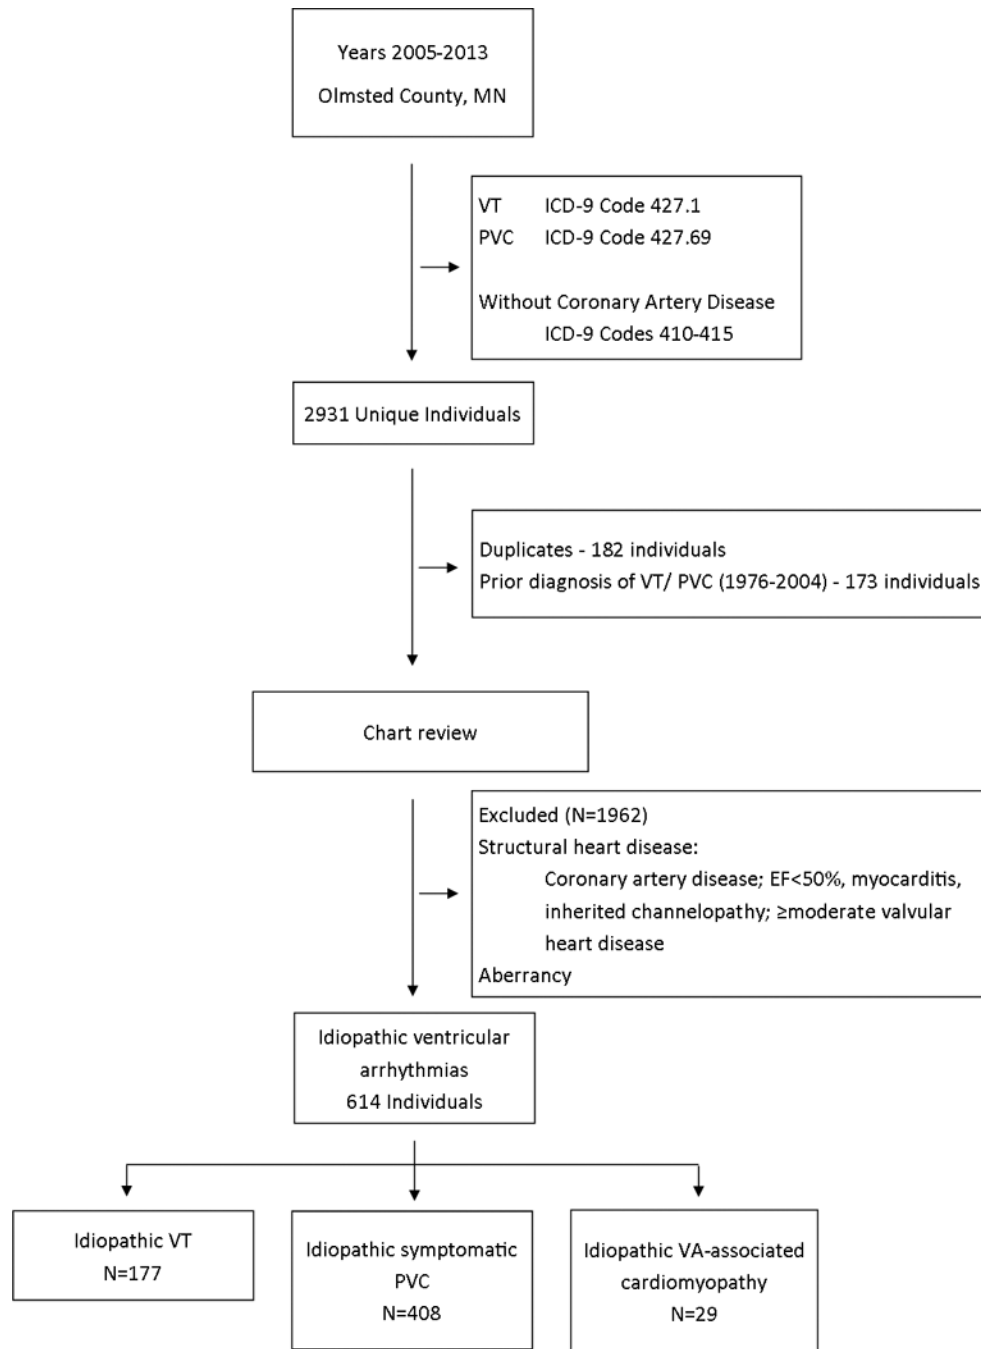 Years 2005-2013
Olmsted County, MN
VT ICD-9 Code 427.1
PVC ICD-9 Code 427.69
Without Coronary Artery Disease
ICD-9 Codes 410-415
2931 Unique Individuals
Duplicates - 182 individuals
Prior diagnosis of VT/ PVC (1976-2004) - 173 individuals
Chart review
Excluded (N=1962)
Structural heart disease:
Coronary artery disease; EF<50%, myocarditis,
inherited channelopathy; ≥moderate valvular
heart disease
Aberrancy
Idiopathic ventricular
arrhythmias
614 Individuals
Idiopathic VT
N=177
Idiopathic symptomatic
PVC
N=408
Idiopathic VA-associated
cardiomyopathy
N=29